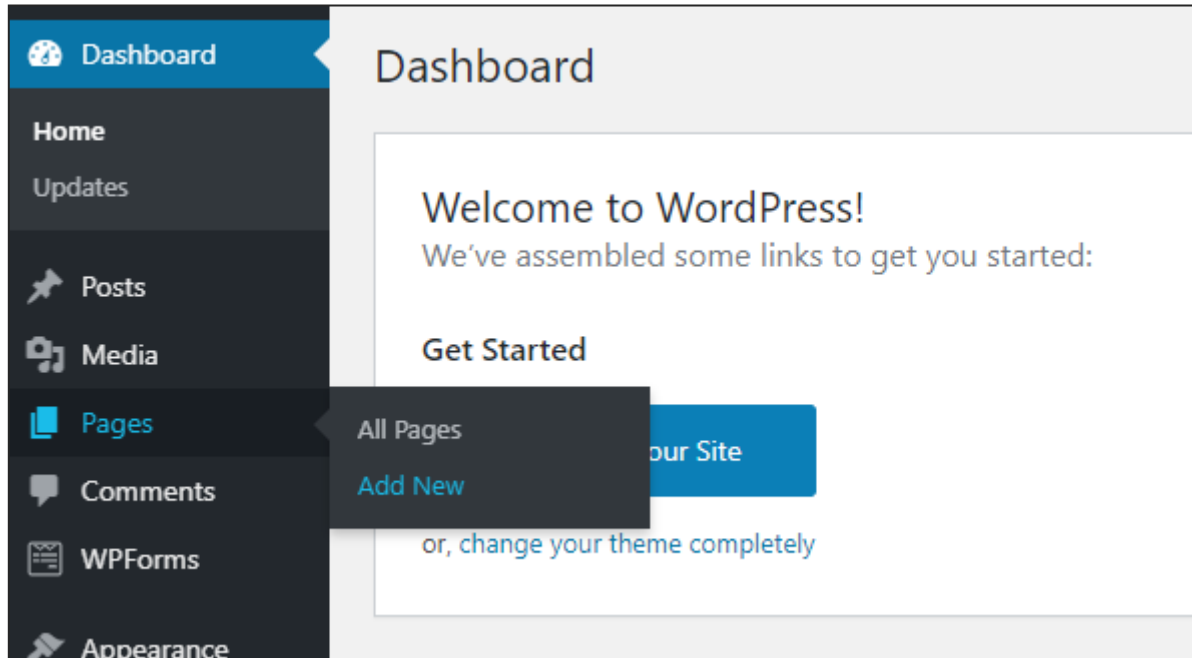 Dashboard
Home
Updates
Posts
Media
Pages
Comments
WPForms
Appearance
All Pages
Add New
Dashboard
Welcome to WordPress!
We've assembled some links to get you started:
Get Started
our Site
or, change your theme completely